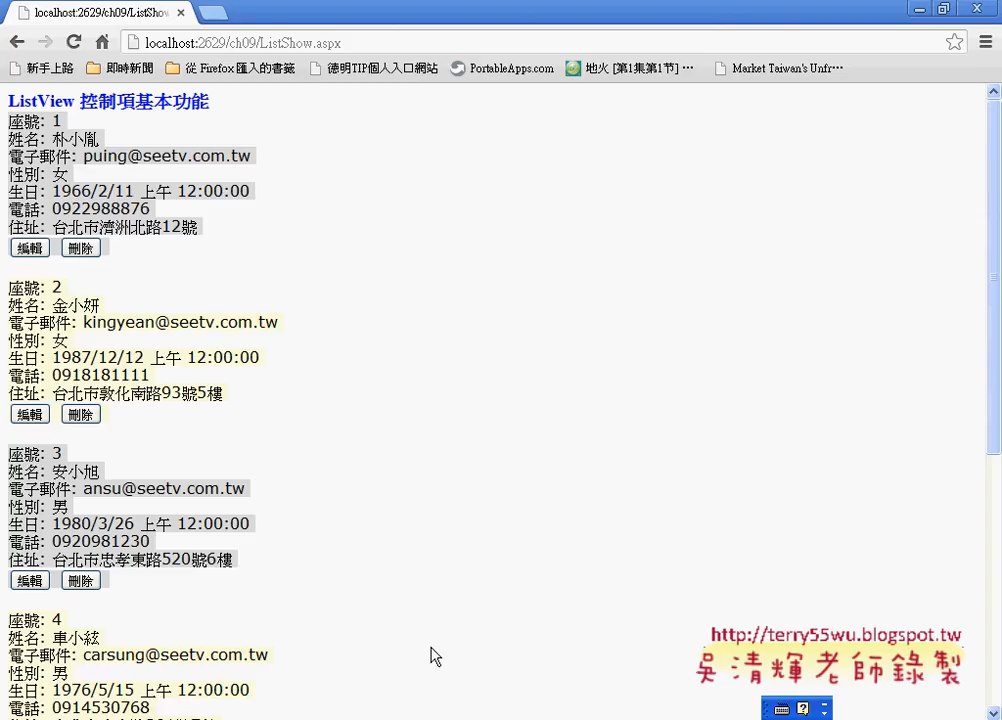 localhost:2629/ch09/ListSho
localhost:2629/ch09/ListShow.aspx
新手上路 即時新聞 從 Firefox 匯入的書籤 德明TIP個人入口網站 PortableApps.com 地火 [第1集第1节] ··· Market Taiwan's Unfr···
ListView 控制項基本功能
座號: 1
姓名: 朴小胤
電子郵件: puing@seetv.com.tw
性別: 女
生日: 1966/2/11 上午 12:00:00
電話: 0922988876
住址: 台北市濟洲北路12號
編輯 刪除
座號: 2
姓名: 金小妍
電子郵件: kingyean@seetv.com.tw
性別: 女
生日: 1987/12/12 上午 12:00:00
電話: 0918181111
住址: 台北市敦化南路93號5樓
編輯 刪除
座號: 3
姓名: 安小旭
電子郵件: ansu@seetv.com.tw
性別: 男
生日: 1980/3/26 上午 12:00:00
電話: 0920981230
住址: 台北市忠孝東路520號6樓
編輯 刪除
座號: 4
姓名: 車小炫
電子郵件: carsung@seetv.com.tw
性別: 男
生日: 1976/5/15 上午 12:00:00
電話: 0914530768
http://terry55wu.blogspot.tw
吳清輝老師錄製